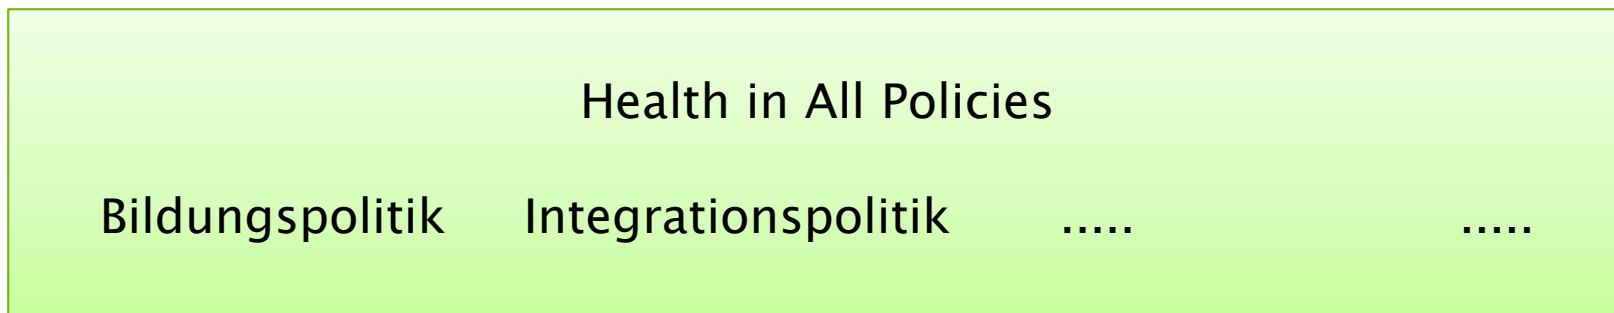 Health in All Policies
Bildungspolitik Integrationspolitik ..... .....